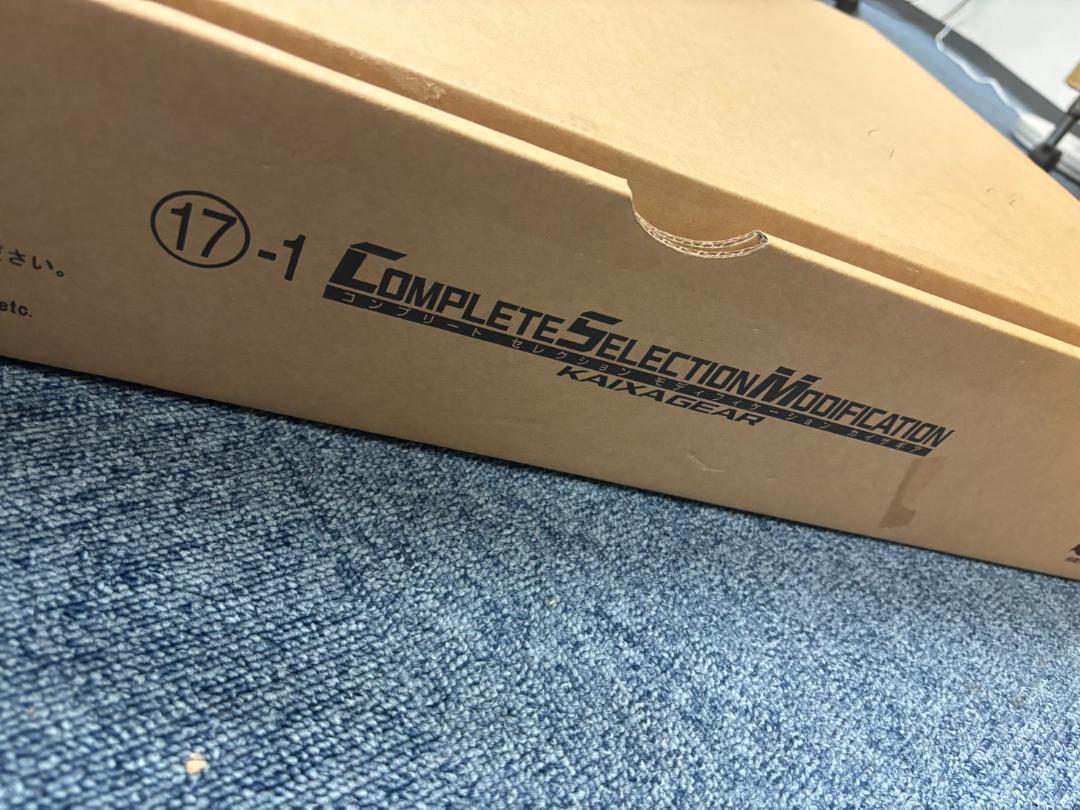 ださい。
etc.
⑰-1
COMPLETE SELECTION MODIFICATION
コンプリート セレクション モディフィケーション カイザギア
KAIXAGEAR